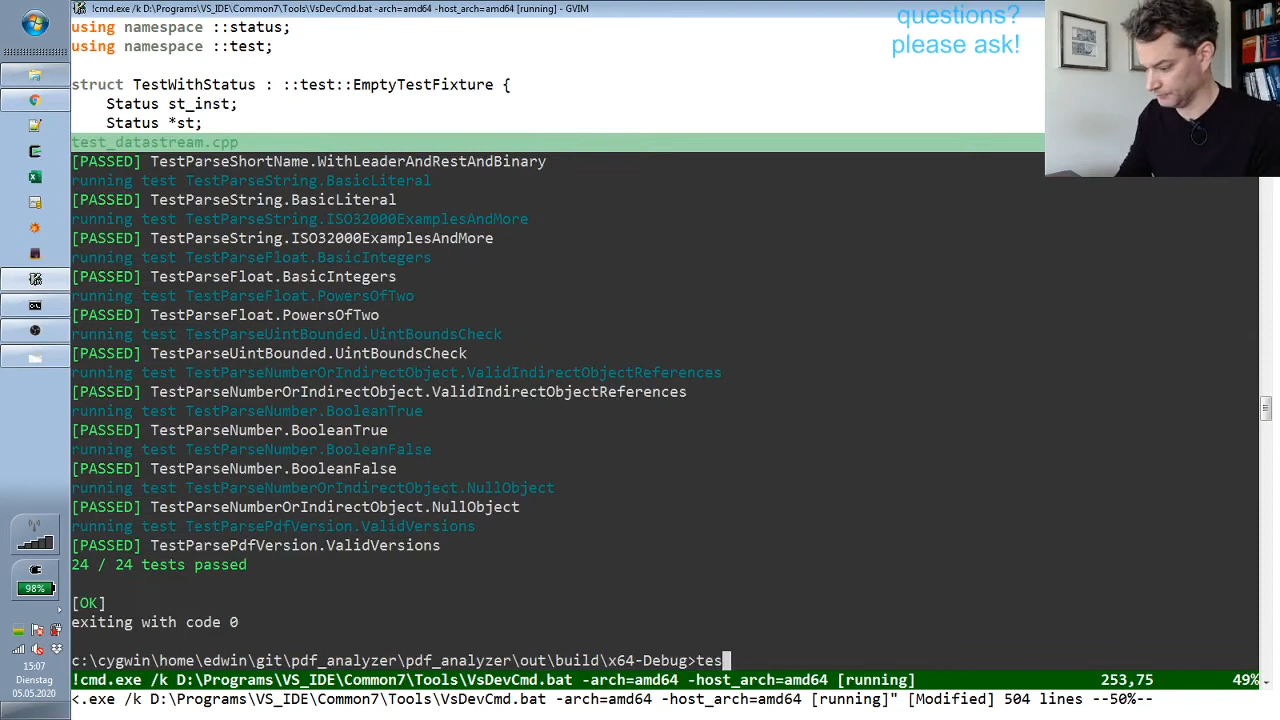 !cmd.exe /k D:\Programs\VS_IDE\Common7\Tools\VsDevCmd.bat -arch=amd64 -host_arch=amd64 [running] - GVIM
using namespace ::status;
using namespace ::test;
struct TestWithStatus : ::test::EmptyTestFixture {
Status st_inst;
Status *st;
questions?
please ask!
test_datastream.cpp
[PASSED] TestParseShortName.WithLeaderAndRestAndBinary
running test TestParseString.BasicLiteral
[PASSED] TestParseString.BasicLiteral
running test TestParseString.ISO32000ExamplesAndMore
[PASSED] TestParseString.ISO32000ExamplesAndMore
running test TestParseFloat.BasicIntegers
[PASSED] TestParseFloat.BasicIntegers
running test TestParseFloat.PowersOfTwo
[PASSED] TestParseFloat.PowersOfTwo
running test TestParseUintBounded.UintBoundsCheck
[PASSED] TestParseUintBounded.UintBoundsCheck
running test TestParseNumberOrIndirectObject.ValidIndirectObjectReferences
[PASSED] TestParseNumberOrIndirectObject.ValidIndirectObjectReferences
running test TestParseNumber.BooleanTrue
[PASSED] TestParseNumber.BooleanTrue
running test TestParseNumber.BooleanFalse
[PASSED] TestParseNumber.BooleanFalse
running test TestParseNumberOrIndirectObject.NullObject
[PASSED] TestParseNumberOrIndirectObject.NullObject
running test TestParsePdfVersion.ValidVersions
[PASSED] TestParsePdfVersion.ValidVersions
24 / 24 tests passed
[OK]
exiting with code 0
c:\cygwin\home\edwin\git\pdf_analyzer\pdf_analyzer\out\build\x64-Debug>tes
!cmd.exe /k D:\Programs\VS_IDE\Common7\Tools\VsDevCmd.bat -arch=amd64 -host_arch=amd64 [running] 253,75 49%
<.exe /k D:\Programs\VS_IDE\Common7\Tools\VsDevCmd.bat -arch=amd64 -host_arch=amd64 [running]" [Modified] 504 lines --50%--
98%
15:07
Dienstag
05.05.2020